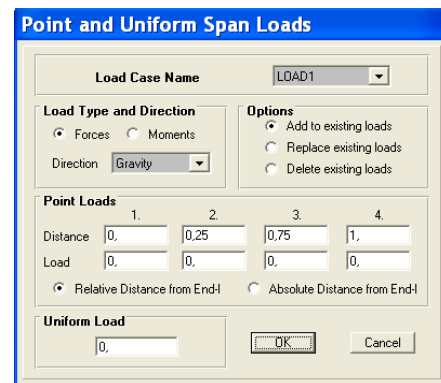 Point and Uniform Span Loads
Load Case Name LOAD1
Load Type and Direction
Forces Moments
Direction Gravity
Options
Add to existing loads
Replace existing loads
Delete existing loads
Point Loads
1. 2. 3. 4.
Distance 0, 0,25 0,75 1,
Load 0, 0, 0, 0,
Relative Distance from End-I Absolute Distance from End-I
Uniform Load
0,
OK Cancel